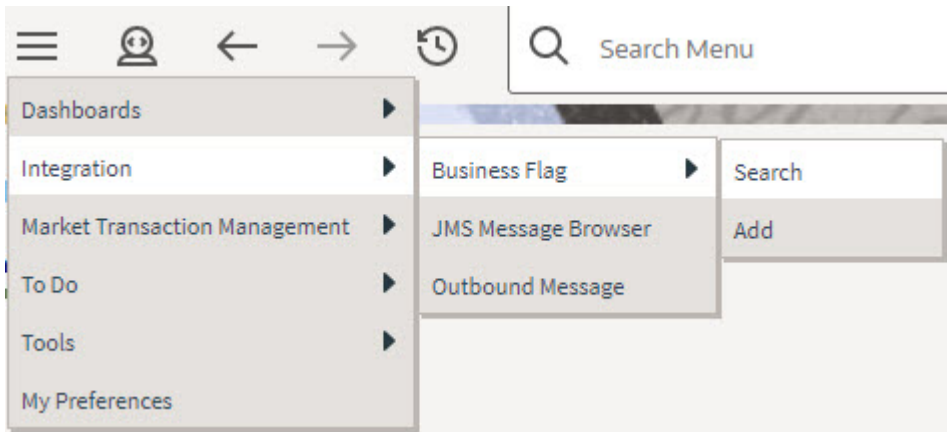 Search Menu
Dashboards
Integration
Business Flag
Search
Market Transaction Management
JMS Message Browser
Add
To Do
Outbound Message
Tools
My Preferences